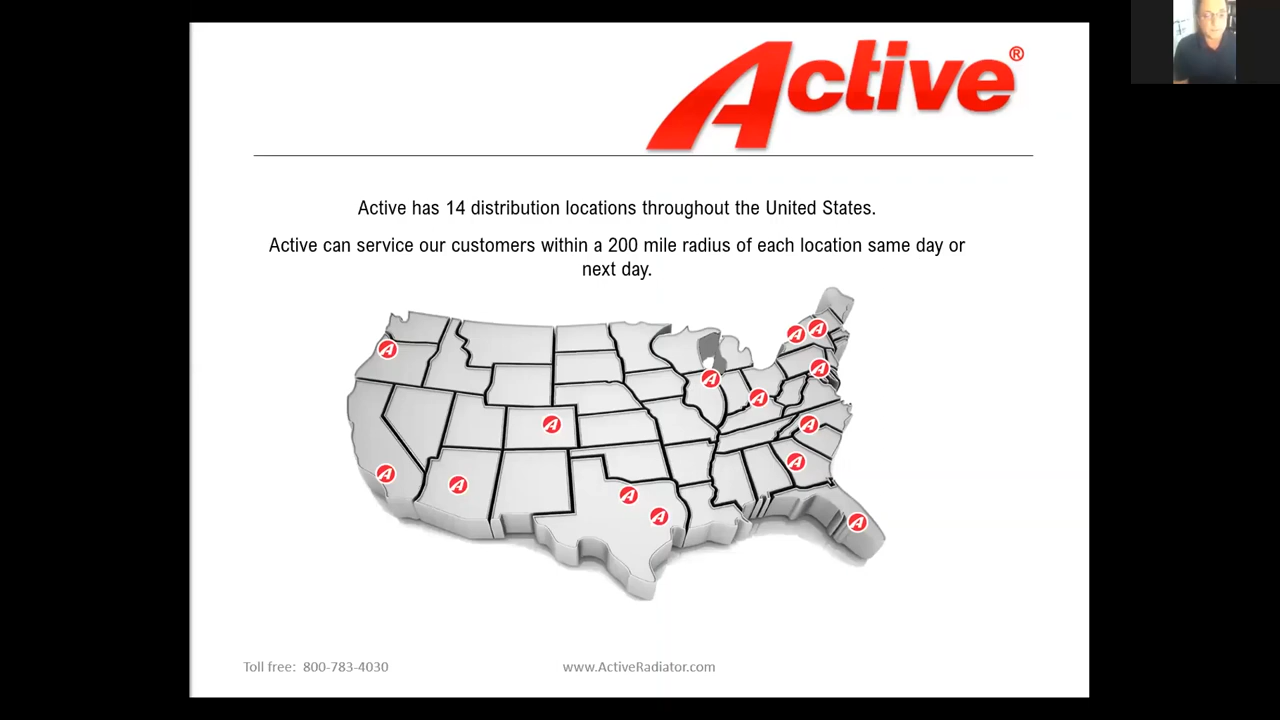 Active®
Active has 14 distribution locations throughout the United States.
Active can service our customers within a 200 mile radius of each location same day or
next day.
A A
A
A
A
A
A
A
A
A
A
A
A
A
Toll free: 800-783-4030
www.ActiveRadiator.com